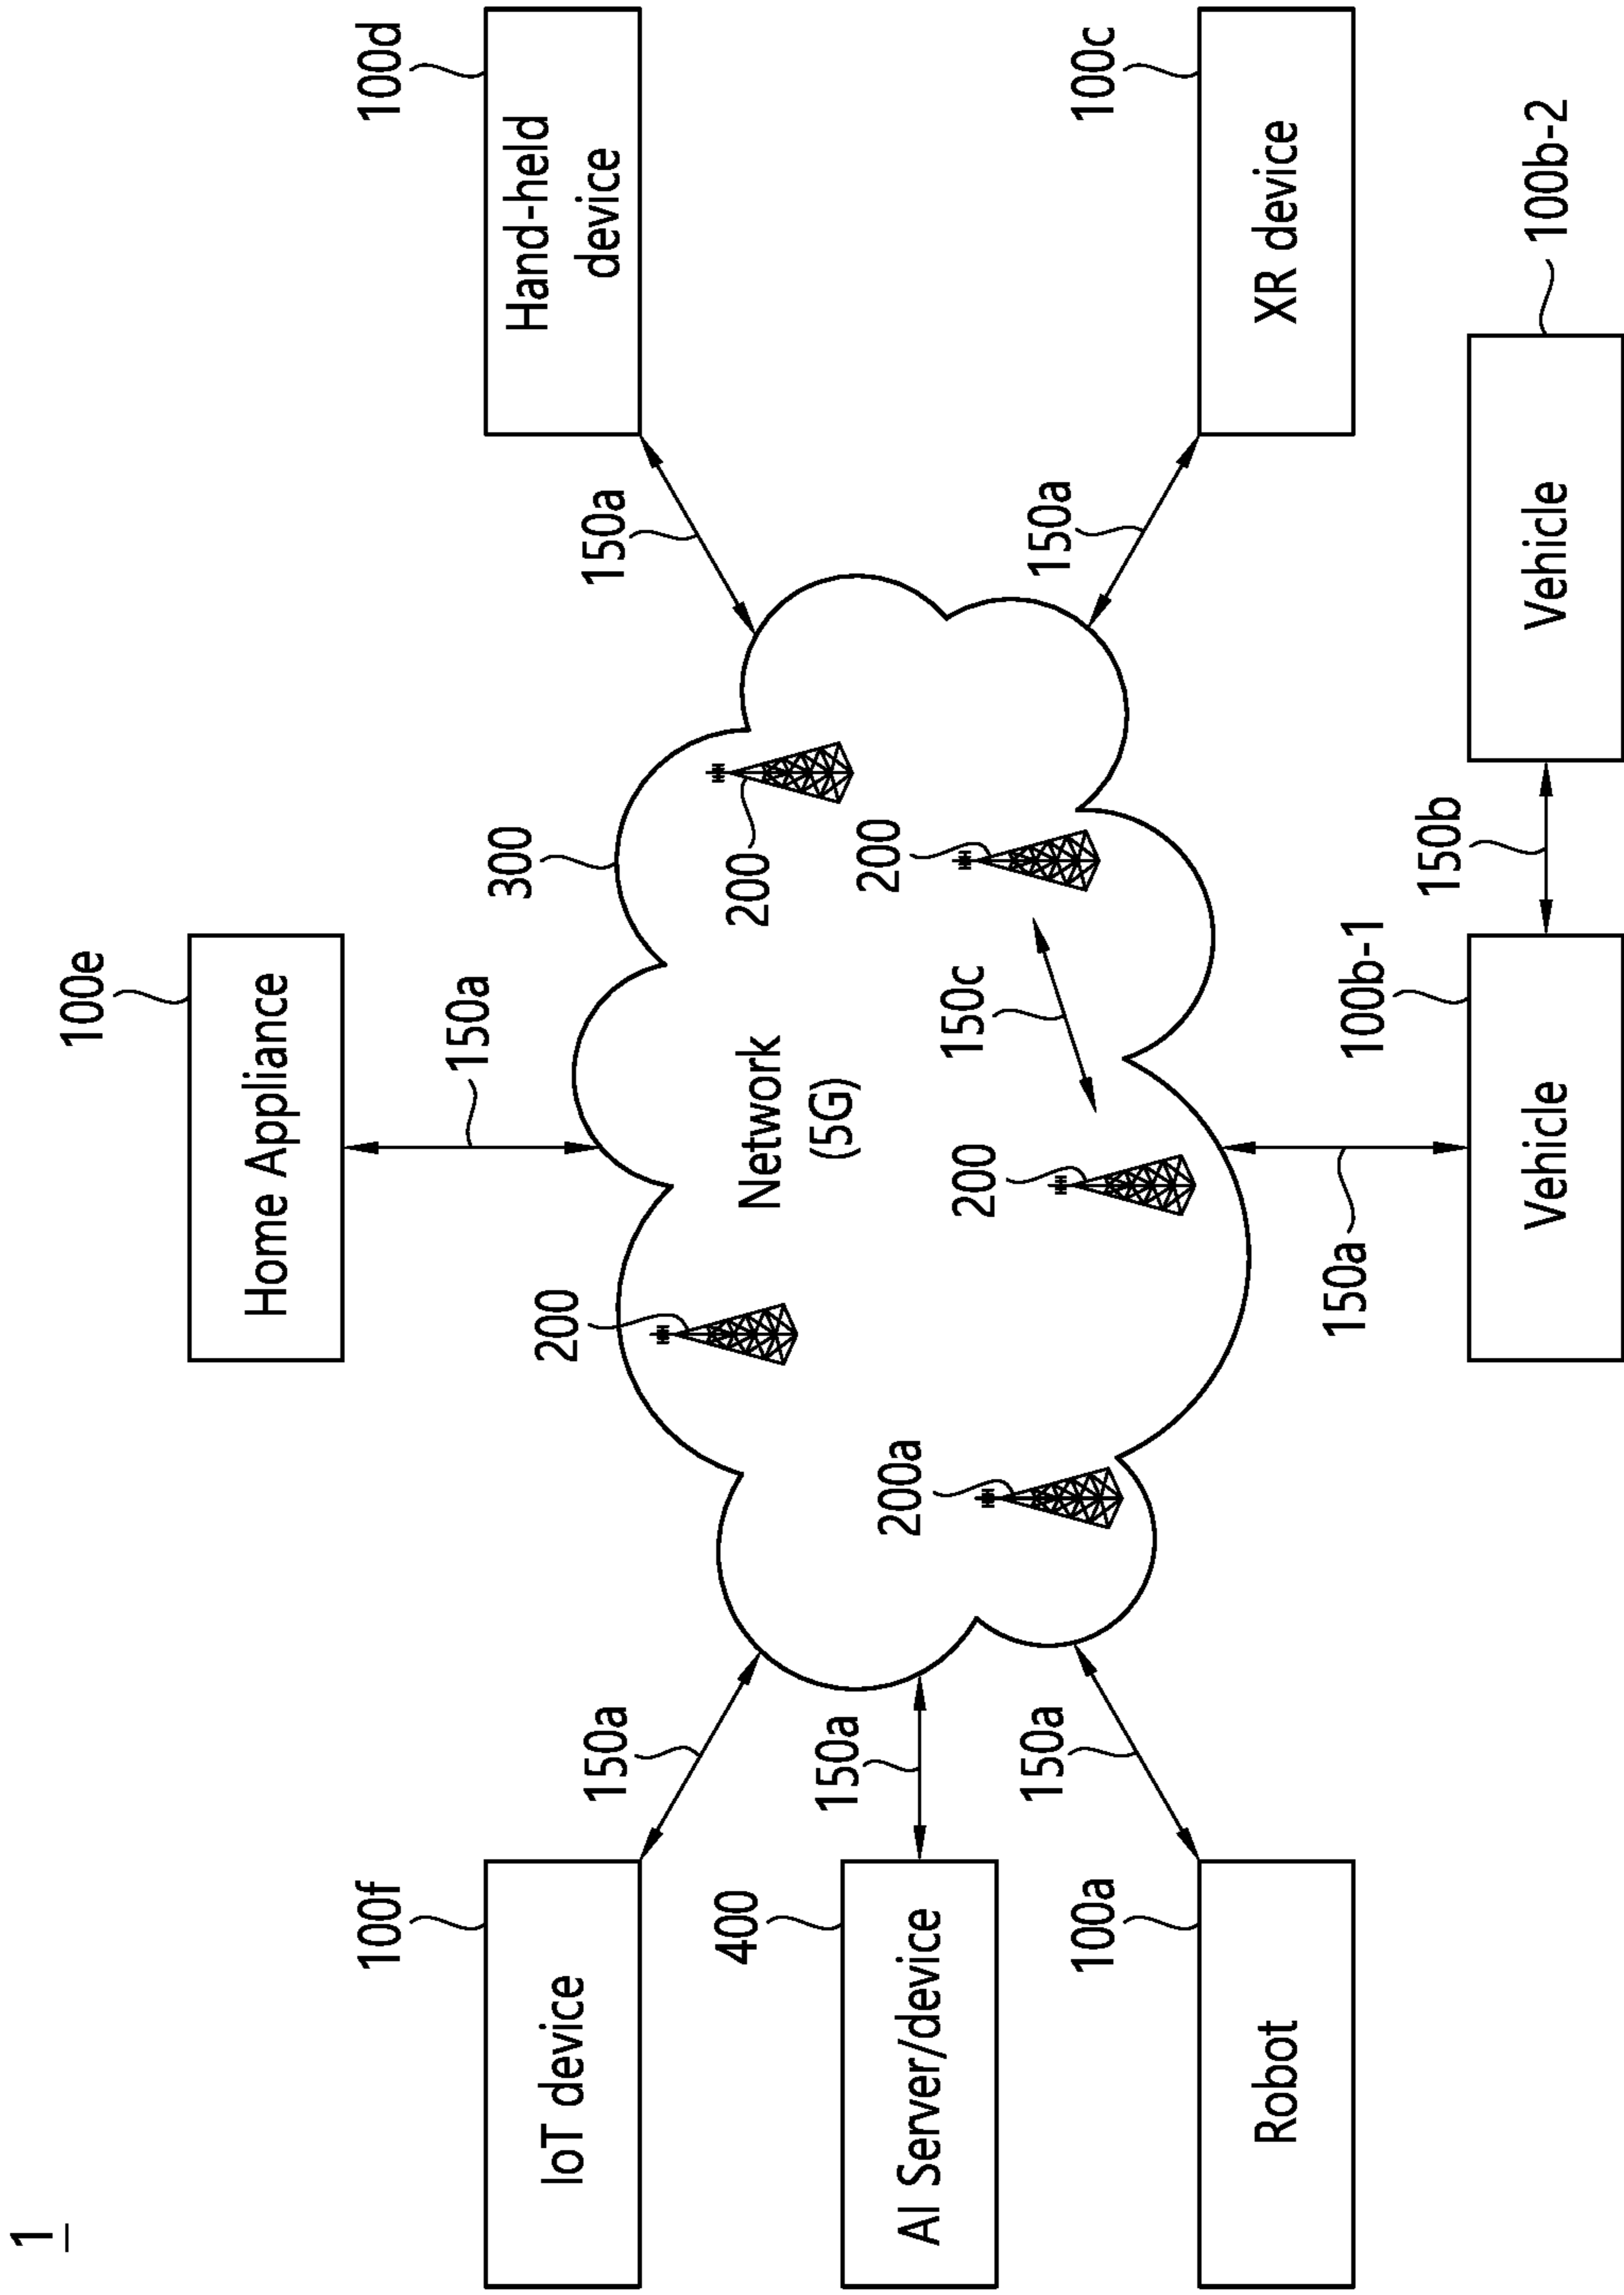 1
100e
Home Appliance
150a
300
100f
IoT device
150a
100d
Hand-held
device
150a
200
Network
(5G)
200
400
AI Server/device
150a
200a
200
150c
200
100a
Robot
150a
100c
XR device
150a
150a
100b-1
Vehicle
150b
Vehicle
100b-2